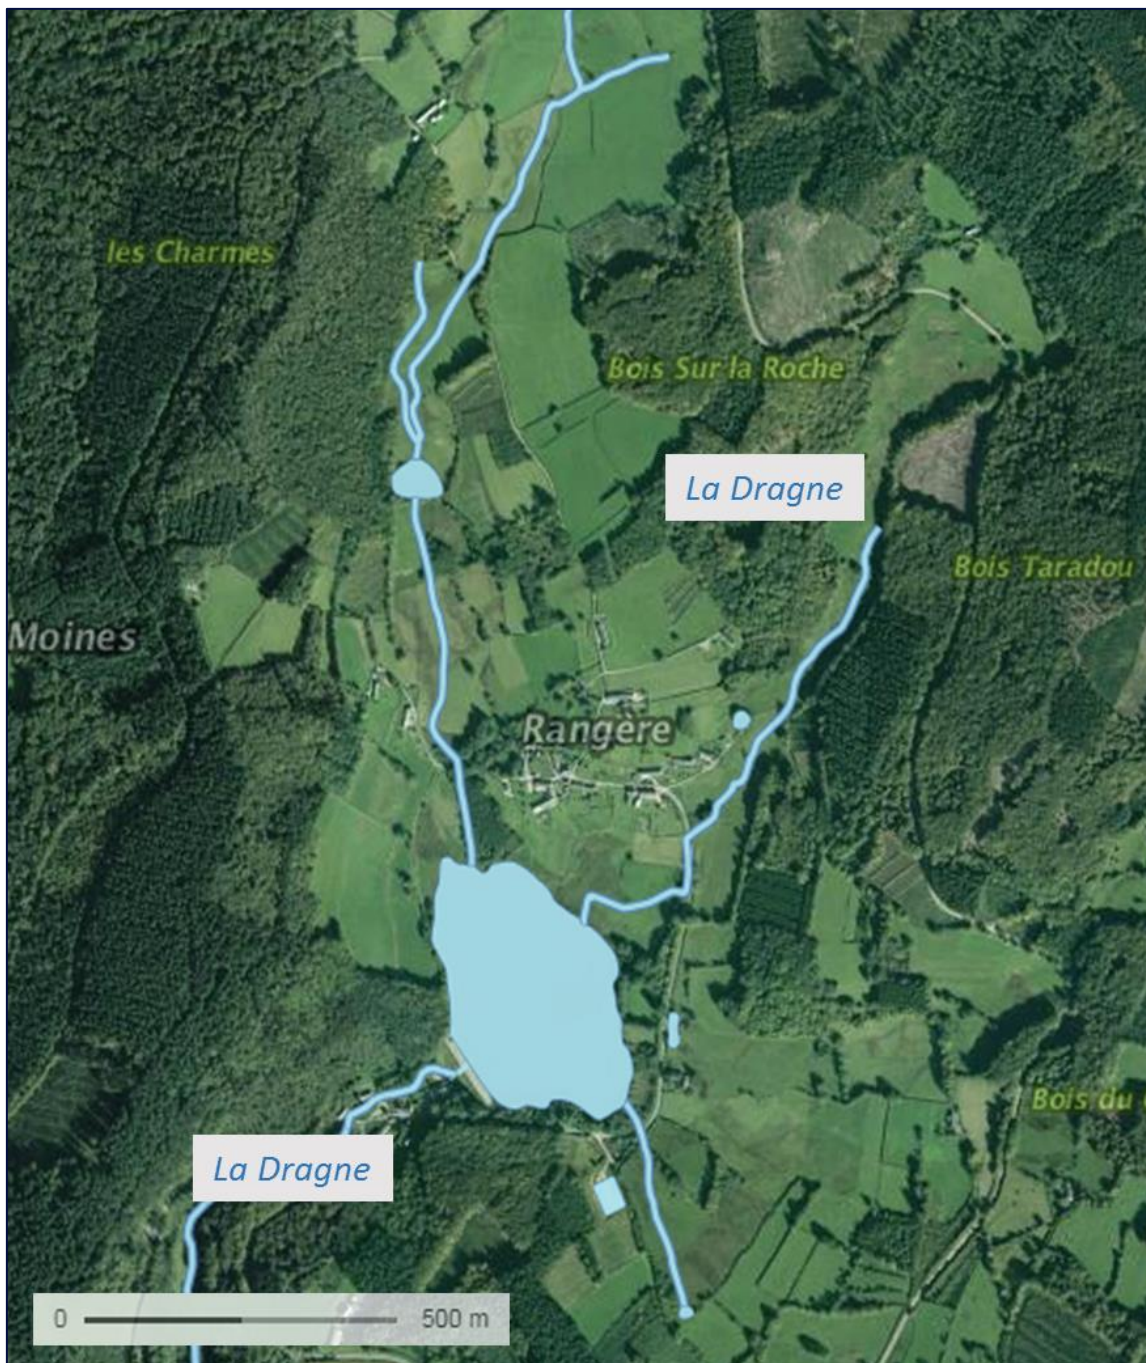 les Charmes
Bois Sur la Roche
La Dragne
Bois Taradou
Moines
Rangère
Bois du
La Dragne
0 500 m